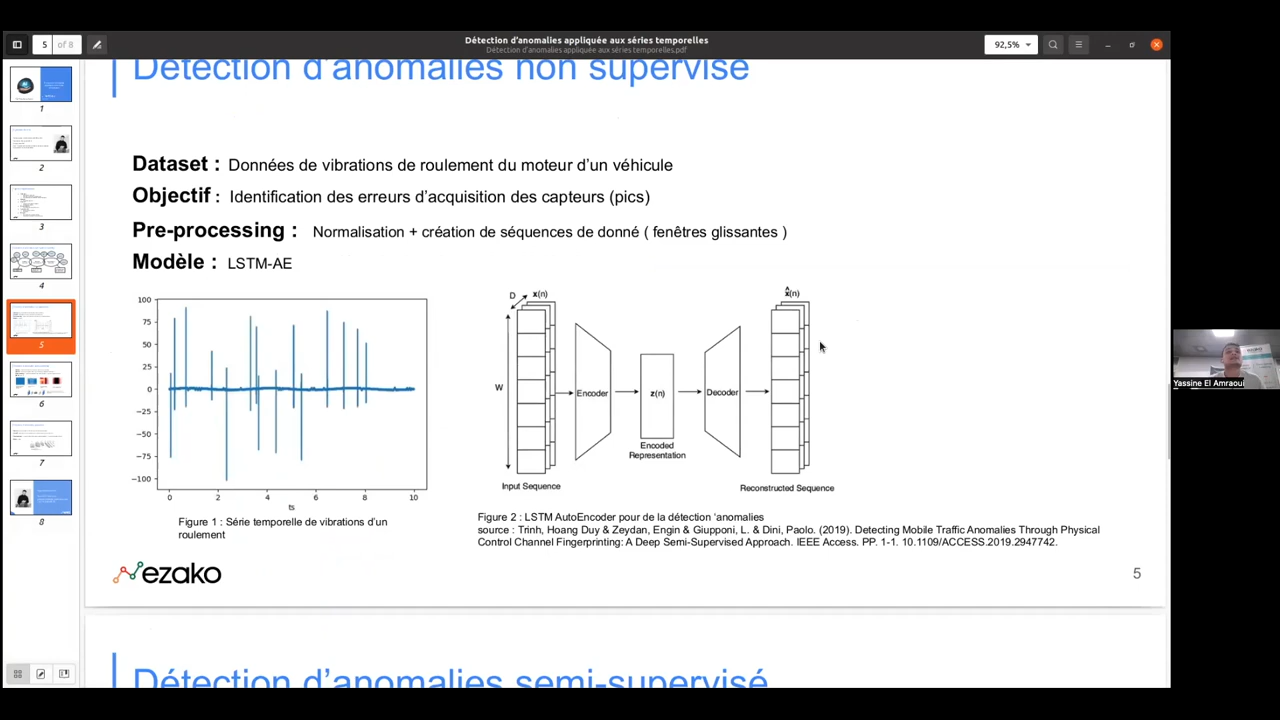 Détection d'anomalies appliquée aux séries temporelles
Détection d'anomalies appliquée aux séries temporelles.pdf
5 of 8
92,5%
1
2
3
4
5
6
7
8
Détection d'anomalies non supervisé
Dataset : Données de vibrations de roulement du moteur d'un véhicule
Objectif : Identification des erreurs d'acquisition des capteurs (pics)
Pre-processing : Normalisation + création de séquences de donné ( fenêtres glissantes )
Modèle : LSTM-AE
100
75
50
25
0
−25
−50
−75
−100
0 2 4 6 8 10
ts
Figure 1 : Série temporelle de vibrations d'un
roulement
D x(n)
W
Input Sequence
Encoder
z(n)
Encoded
Representation
Decoder
x̂(n)
Reconstructed Sequence
Figure 2 : LSTM AutoEncoder pour de la détection 'anomalies
source : Trinh, Hoang Duy & Zeydan, Engin & Giupponi, L. & Dini, Paolo. (2019). Detecting Mobile Traffic Anomalies Through Physical
Control Channel Fingerprinting: A Deep Semi-Supervised Approach. IEEE Access. PP. 1-1. 10.1109/ACCESS.2019.2947742.
ezako
5
Détection d'anomalies semi-supervisé
ezako
Yassine El Amraoui